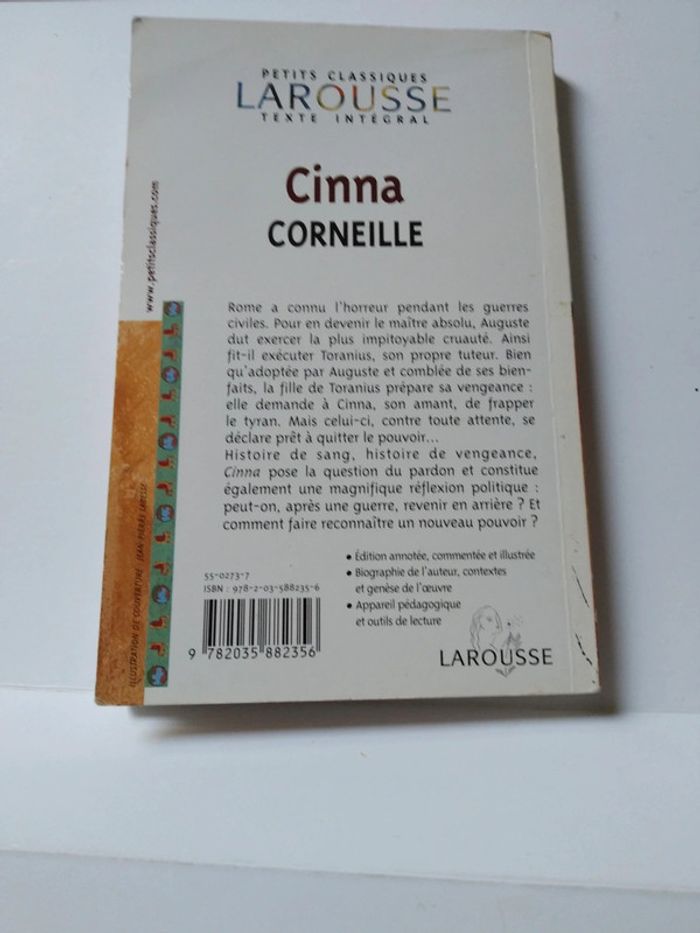 PETITS CLASSIQUES
LAROUSSE
TEXTE INTÉGRAL
Cinna
CORNEILLE
www.petitsclassiques.com
Rome a connu l'horreur pendant les guerres
civiles. Pour en devenir le maître absolu, Auguste
dut exercer la plus impitoyable cruauté. Ainsi
fit-il exécuter Toranius, son propre tuteur. Bien
qu'adoptée par Auguste et comblée de ses bien-
faits, la fille de Toranius prépare sa vengeance :
elle demande à Cinna, son amant, de frapper
le tyran. Mais celui-ci, contre toute attente, se
déclare prêt à quitter le pouvoir...
Histoire de sang, histoire de vengeance,
Cinna pose la question du pardon et constitue
également une magnifique réflexion politique :
peut-on, après une guerre, revenir en arrière ? Et
comment faire reconnaître un nouveau pouvoir ?
• Édition annotée, commentée et illustrée
• Biographie de l'auteur, contextes
et genèse de l'œuvre
• Appareil pédagogique
et outils de lecture
55-0273-7
ISBN : 978-2-03-588235-6
9 782035 882356
LAROUSSE
ILLUSTRATION DE COUVERTURE : JEAN-PIERRE